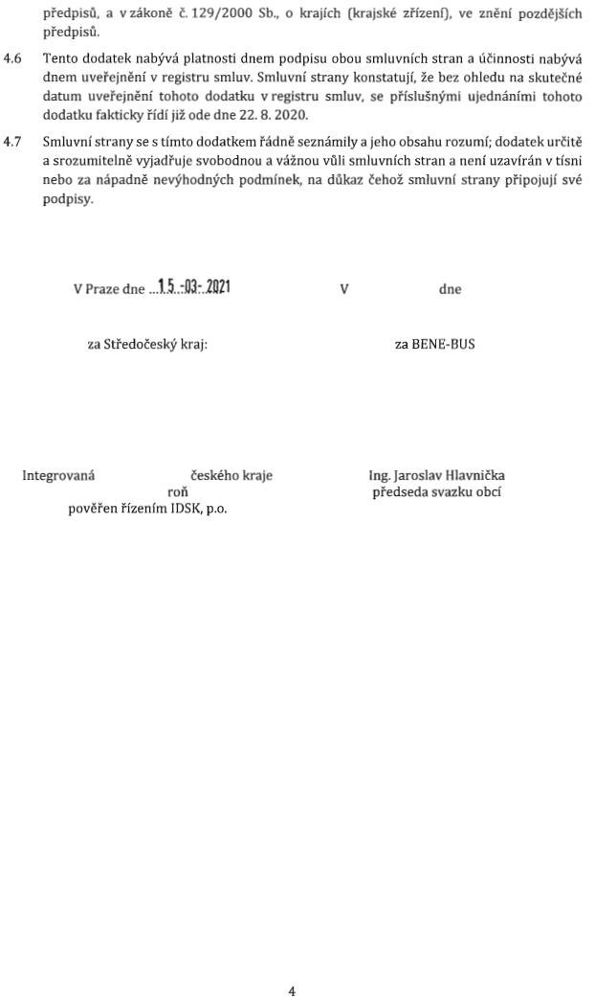 předpisů, a v zákoně č. 129/2000 Sb., o krajích (krajské zřízení), ve znění pozdějších
předpisů.
4.6 Tento dodatek nabývá platnosti dnem podpisu obou smluvních stran a účinnosti nabývá
dnem uveřejnění v registru smluv. Smluvní strany konstatují, že bez ohledu na skutečné
datum uveřejnění tohoto dodatku v registru smluv, se příslušnými ujednáními tohoto
dodatku fakticky řídí již ode dne 22. 8. 2020.
4.7 Smluvní strany se s tímto dodatkem řádně seznámily a jeho obsahu rozumí; dodatek určitě
a srozumitelně vyjadřuje svobodnou a vážnou vůli smluvních stran a není uzavírán v tísni
nebo za nápadně nevýhodných podmínek, na důkaz čehož smluvní strany připojují své
podpisy.
V Praze dne ...15.-03-.2021 V dne
za Středočeský kraj: za BENE-BUS
Integrovaná českého kraje Ing. Jaroslav Hlavnička
roň předseda svazku obcí
pověřen řízením IDSK, p.o.
4